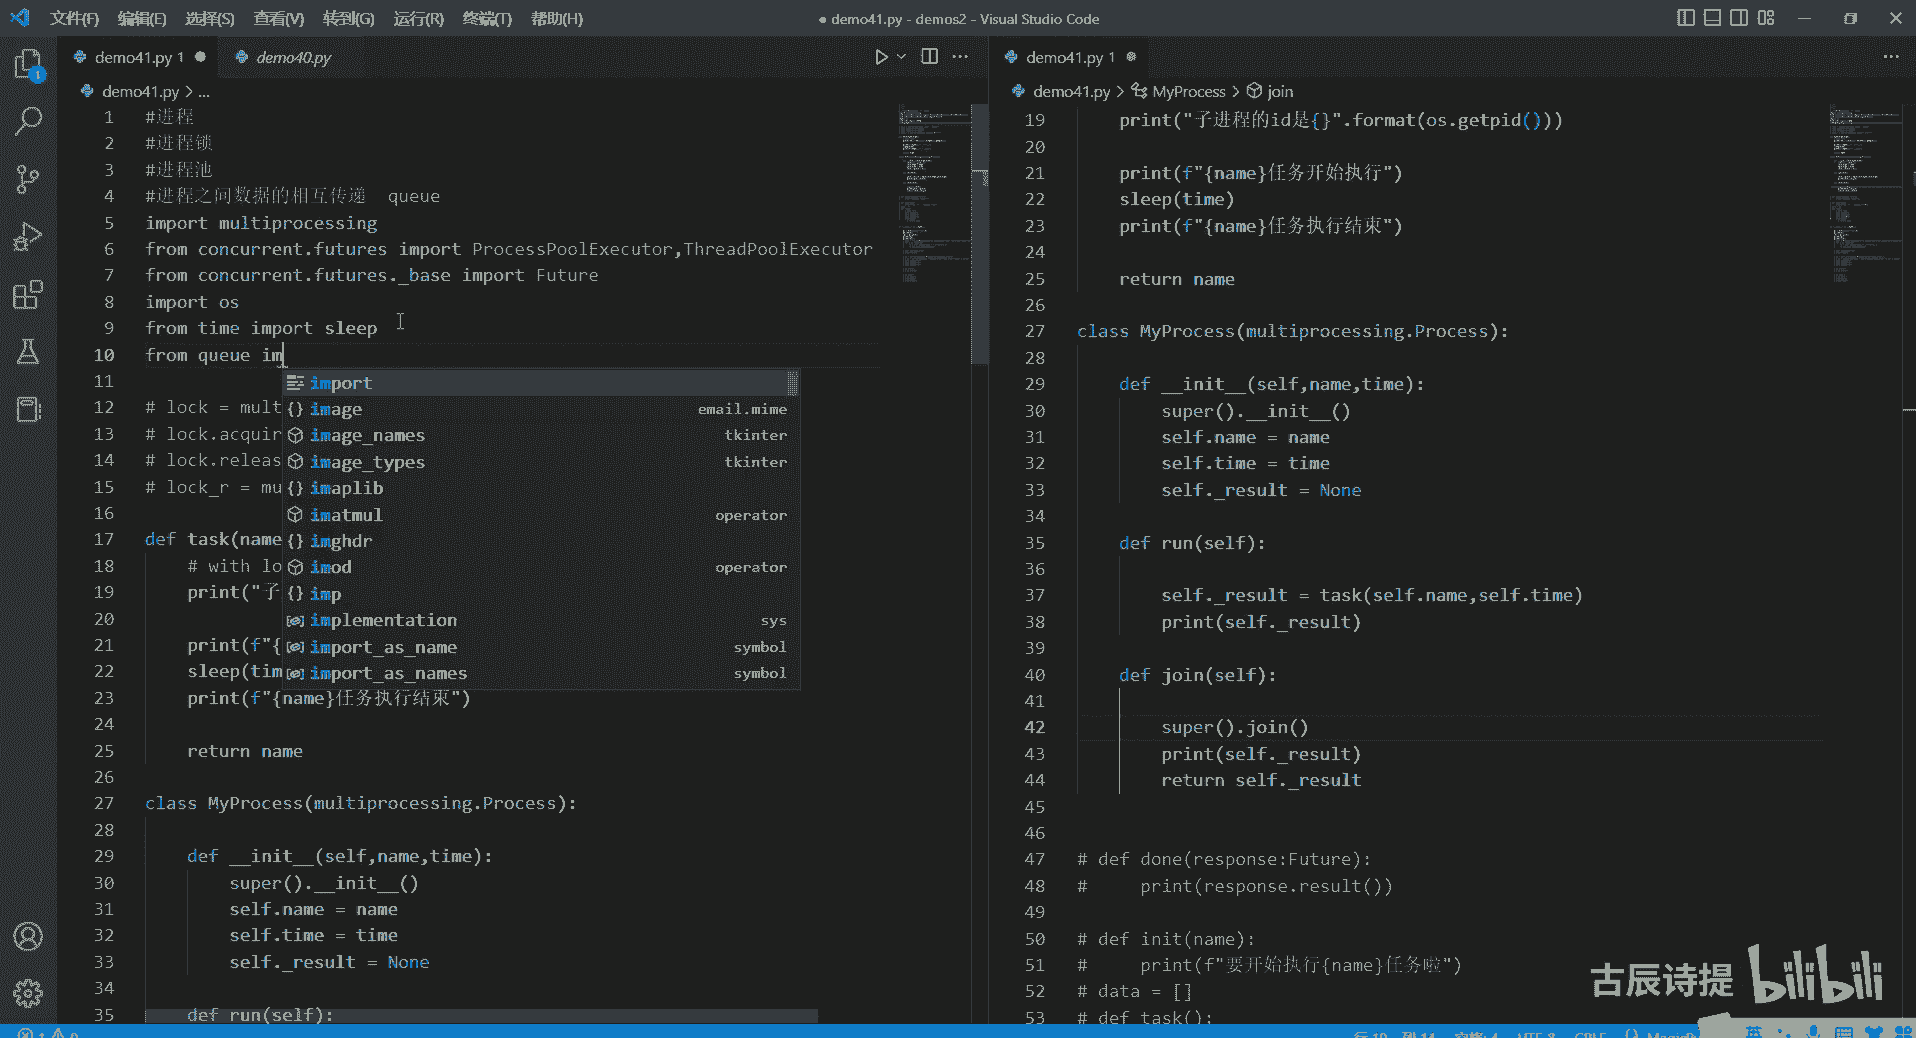 文件(F) 编辑(E) 选择(S) 查看(V) 转到(G) 运行(R) 终端(T) 帮助(H)
● demo41.py - demos2 - Visual Studio Code
demo41.py 1 ●
demo40.py
demo41.py > ...
1 #进程
2 #进程锁
3 #进程池
4 #进程之间数据的相互传递 queue
5 import multiprocessing
6 from concurrent.futures import ProcessPoolExecutor,ThreadPoolExecutor
7 from concurrent.futures._base import Future
8 import os
9 from time import sleep
10 from queue im
11
import
image email.mime
12 # lock = mult
image_names tkinter
13 # lock.acquir
image_types tkinter
14 # lock.releas
imaplib
15 # lock_r = mu
imatmul operator
16
imghdr
17 def task(name
imod operator
18 # with lo
imp
19 print("子
implementation sys
20
import_as_name symbol
21 print(f"{
import_as_names symbol
22 sleep(tim
23 print(f"{name}任务执行结束")
24
25 return name
26
27 class MyProcess(multiprocessing.Process):
28
29 def __init__(self,name,time):
30 super().__init__()
31 self.name = name
32 self.time = time
33 self._result = None
34
35 def run(self):
demo41.py 1
demo41.py > MyProcess > join
19 print("子进程的id是{}".format(os.getpid()))
20
21 print(f"{name}任务开始执行")
22 sleep(time)
23 print(f"{name}任务执行结束")
24
25 return name
26
27 class MyProcess(multiprocessing.Process):
28
29 def __init__(self,name,time):
30 super().__init__()
31 self.name = name
32 self.time = time
33 self._result = None
34
35 def run(self):
36
37 self._result = task(self.name,self.time)
38 print(self._result)
39
40 def join(self):
41
42 super().join()
43 print(self._result)
44 return self._result
45
46
47 # def done(response:Future):
48 # print(response.result())
49
50 # def init(name):
51 # print(f"要开始执行{name}任务啦")
52 # data = []
53 # def task():
古辰诗提 bilibili